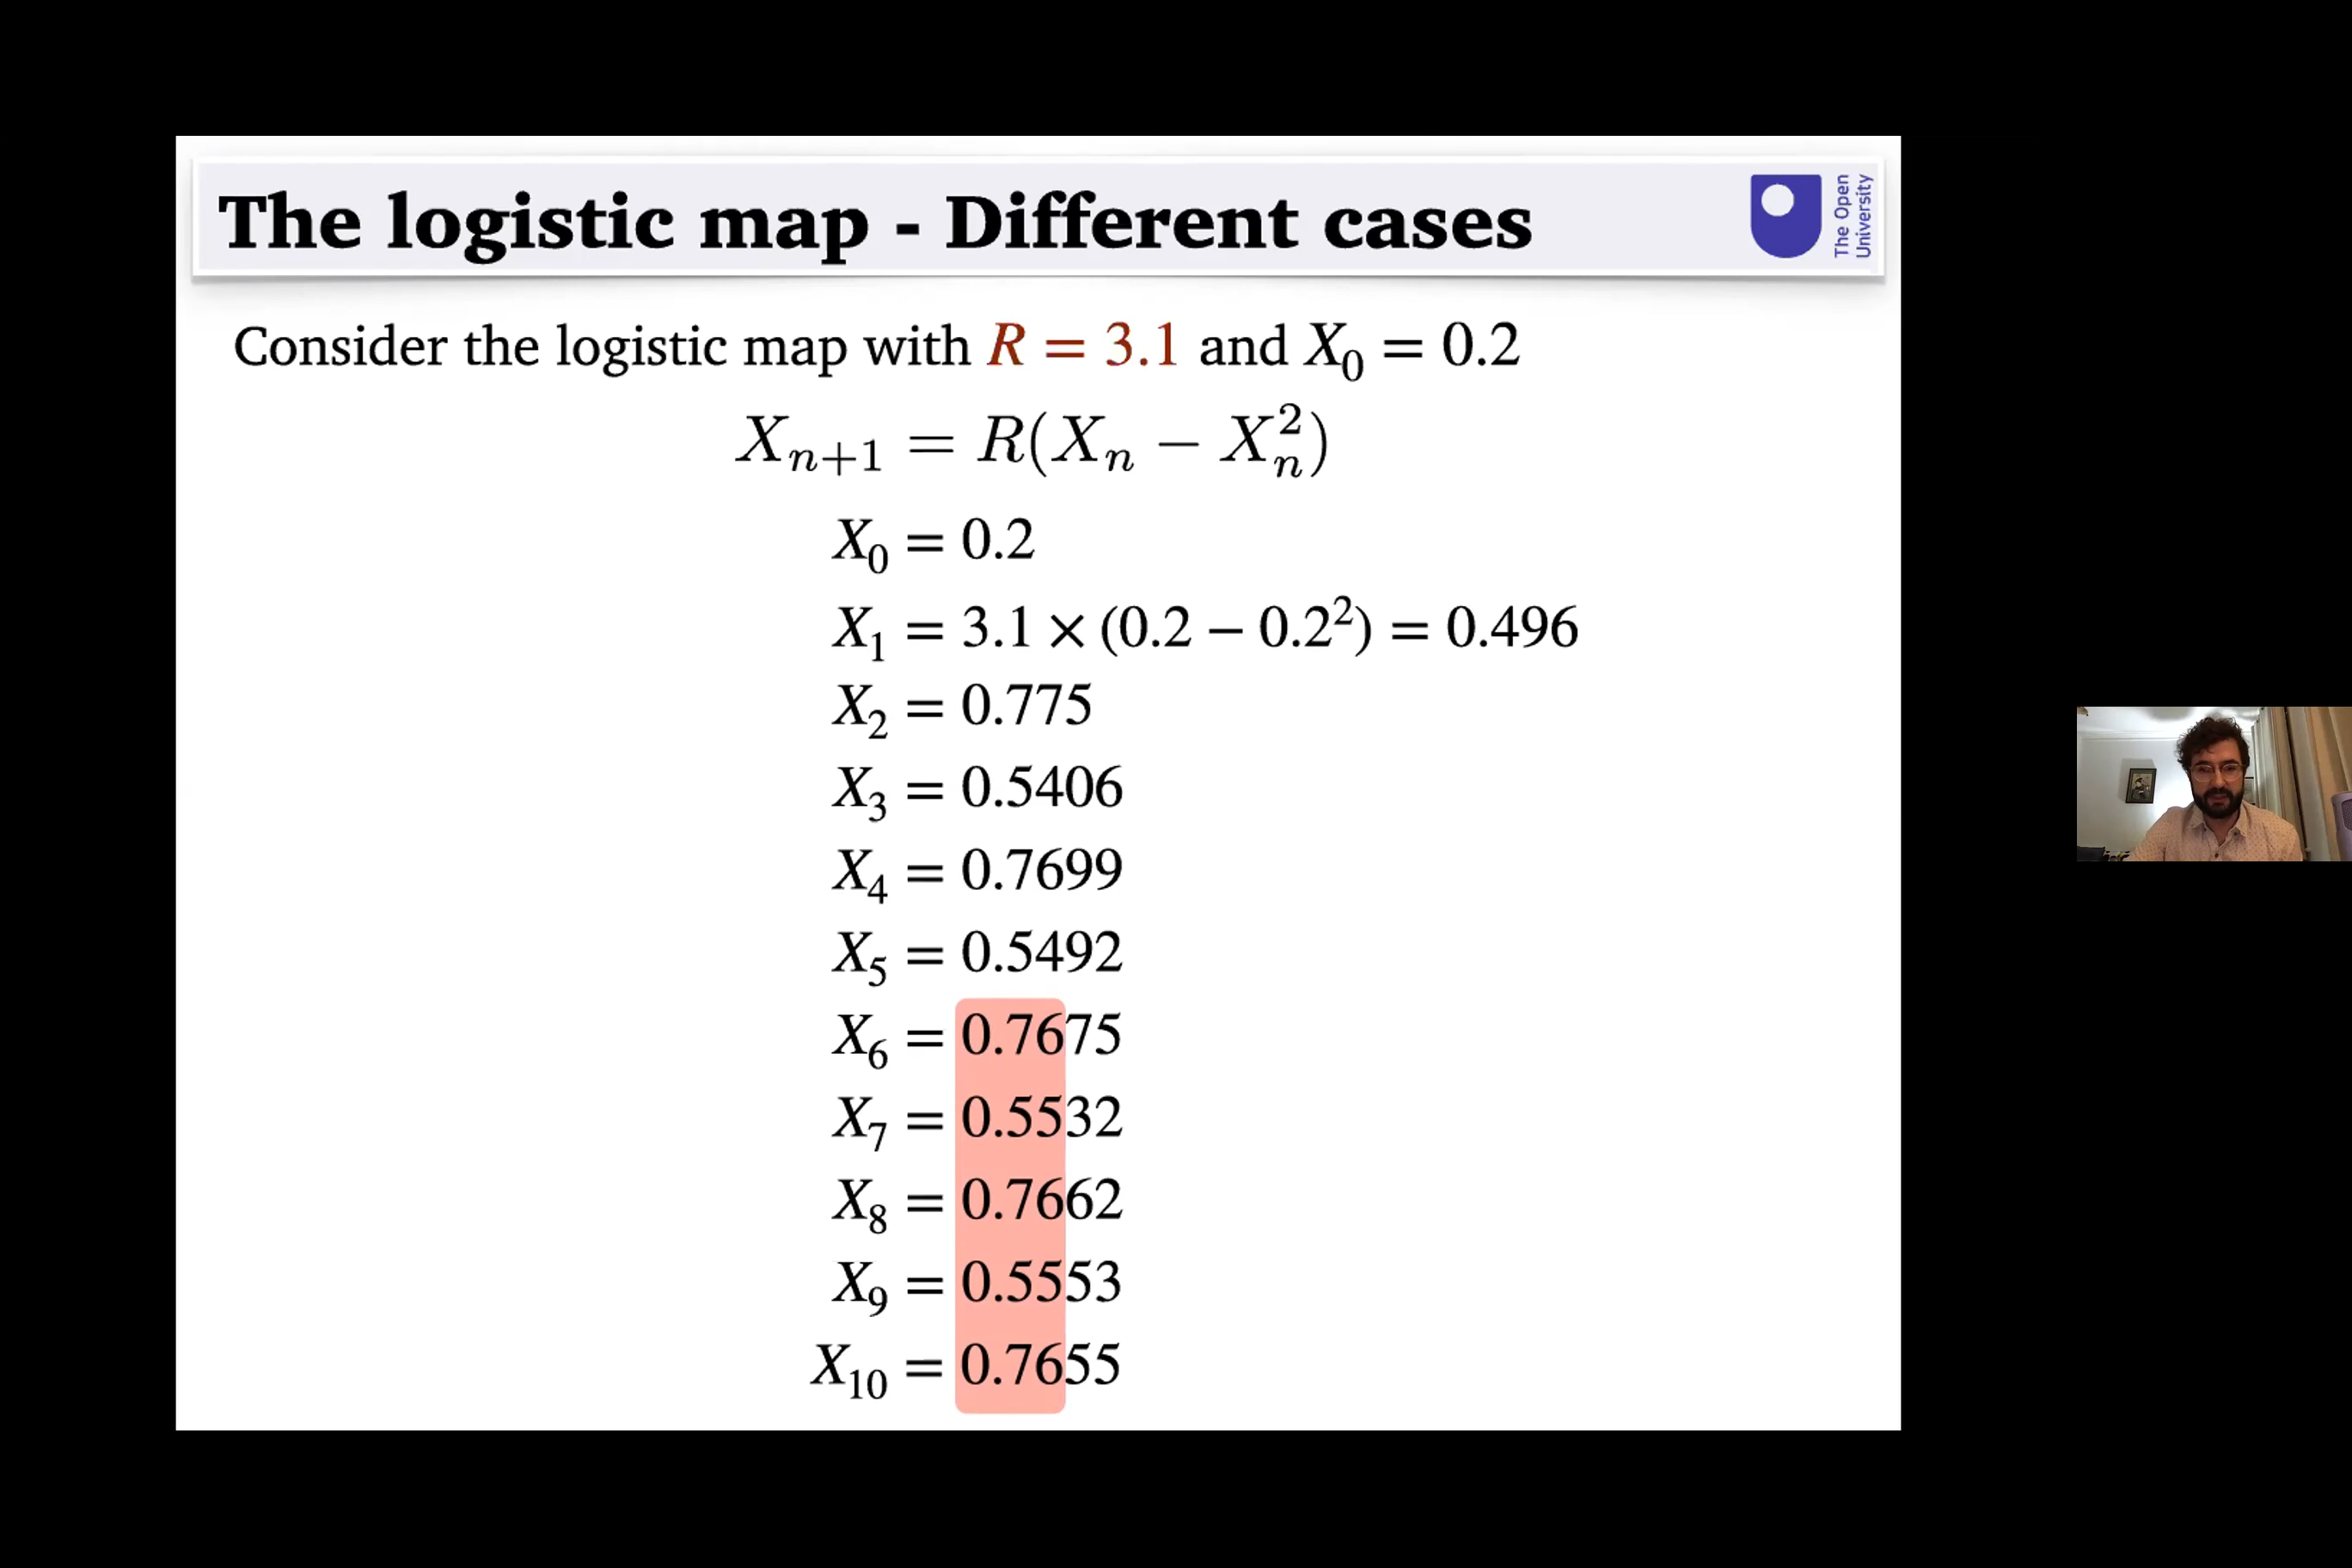 The logistic map - Different cases
The Open
University
Consider the logistic map with R = 3.1 and X₀ = 0.2
Xₙ₊₁ = R(Xₙ − Xₙ²)
X₀ = 0.2
X₁ = 3.1 × (0.2 − 0.2²) = 0.496
X₂ = 0.775
X₃ = 0.5406
X₄ = 0.7699
X₅ = 0.5492
X₆ = 0.7675
X₇ = 0.5532
X₈ = 0.7662
X₉ = 0.5553
X₁₀ = 0.7655